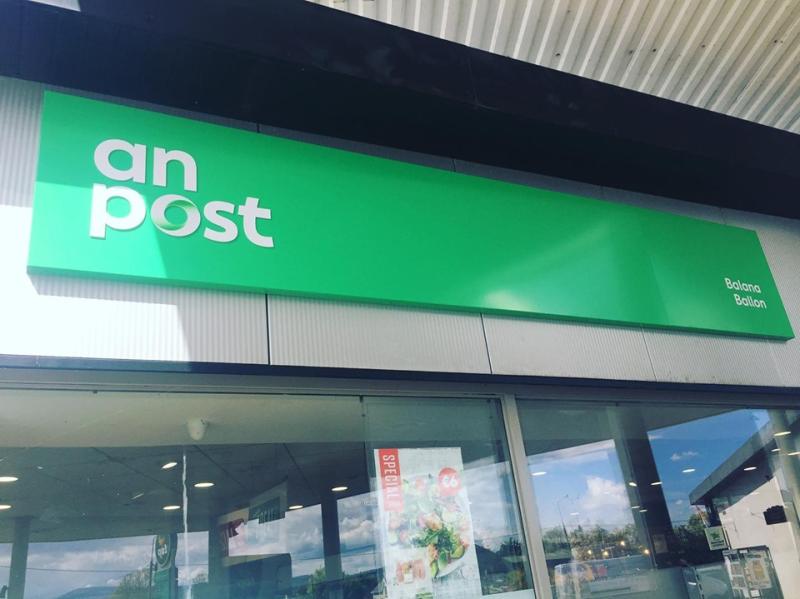 an
post
Balana
Ballon
SPECIAL
€6